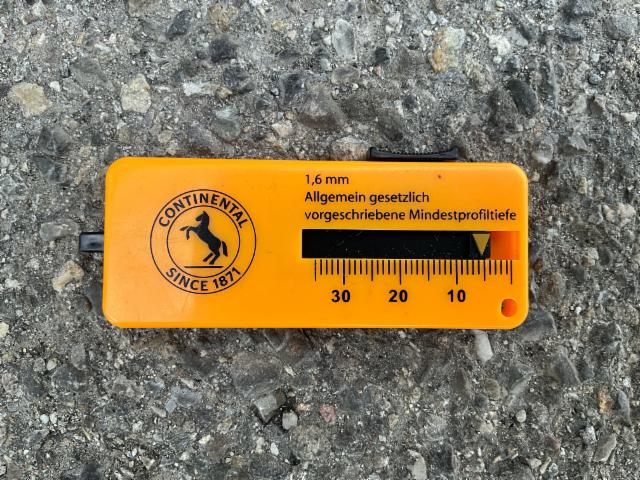 CONTINENTAL
SINCE 1871
1,6 mm
Allgemein gesetzlich
vorgeschriebene Mindestprofiltiefe
30 20 10